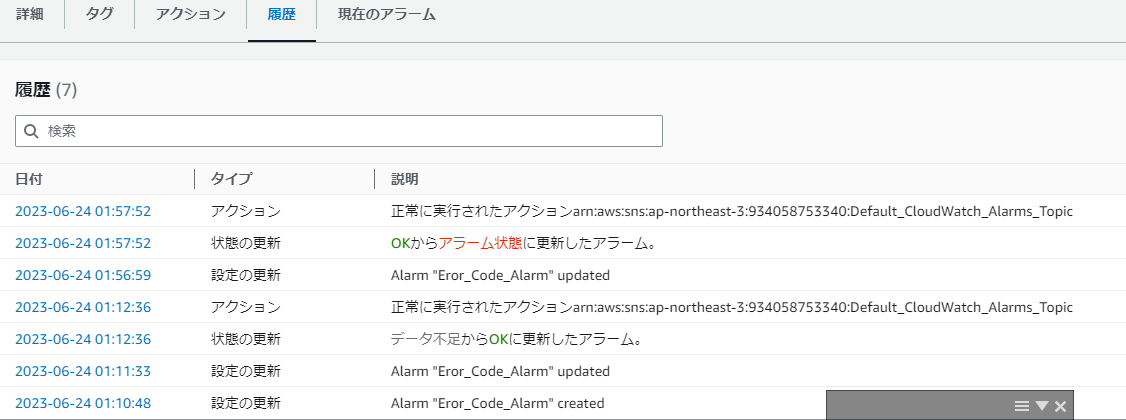 詳細 タグ アクション 履歴 現在のアラーム
履歴 (7)
検索
日付 タイプ 説明
2023-06-24 01:57:52 アクション 正常に実行されたアクションarn:aws:sns:ap-northeast-3:934058753340:Default_CloudWatch_Alarms_Topic
2023-06-24 01:57:52 状態の更新 OKからアラーム状態に更新したアラーム。
2023-06-24 01:56:59 設定の更新 Alarm "Eror_Code_Alarm" updated
2023-06-24 01:12:36 アクション 正常に実行されたアクションarn:aws:sns:ap-northeast-3:934058753340:Default_CloudWatch_Alarms_Topic
2023-06-24 01:12:36 状態の更新 データ不足からOKに更新したアラーム。
2023-06-24 01:11:33 設定の更新 Alarm "Eror_Code_Alarm" updated
2023-06-24 01:10:48 設定の更新 Alarm "Eror_Code_Alarm" created